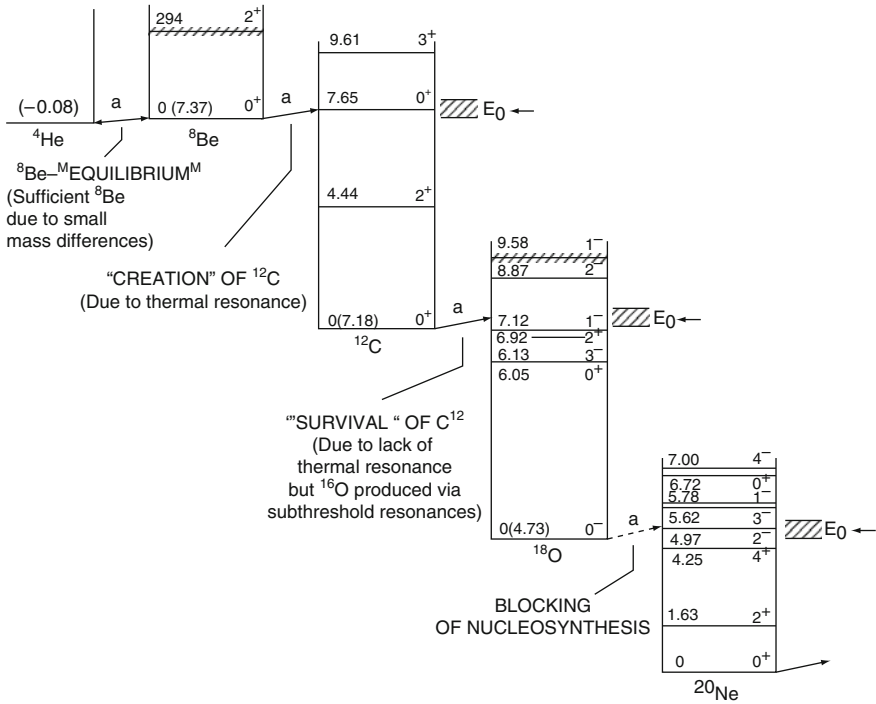 294 2⁺
(−0.08)
a
0 (7.37) 0⁺
⁴He
⁸Be
a
⁸Be–ᴹEQUILIBRIUMᴹ
(Sufficient ⁸Be
due to small
mass differences)
9.61 3⁺
7.65 0⁺
E₀
4.44 2⁺
0(7.18) 0⁺
¹²C
a
"CREATION" OF ¹²C
(Due to thermal resonance)
9.58 1⁻
8.87 2⁻
7.12 1⁻
6.92 2⁺
6.13 3⁻
6.05 0⁺
E₀
0(4.73) 0⁻
¹⁸O
a
'"SURVIVAL " OF C¹²
(Due to lack of
thermal resonance
but ¹⁶O produced via
subthreshold resonances)
7.00 4⁻
6.72 0⁺
5.78 1⁻
5.62 3⁻
4.97 2⁻
4.25 4⁺
E₀
1.63 2⁺
0 0⁺
²⁰Ne
BLOCKING
OF NUCLEOSYNTHESIS